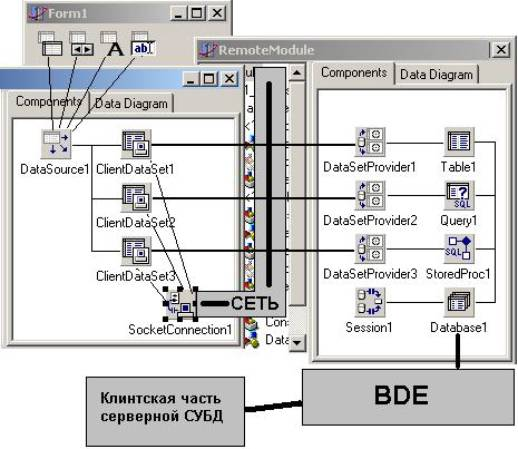 Form1
A
ab
RemoteModule
Components
Data Diagram
Components
Data Diagram
DataSource1
ClientDataSet1
ClientDataSet2
ClientDataSet3
SocketConnection1
СЕТЬ
Cons
Data
DataSetProvider1
Table1
DataSetProvider2
SQL
Query1
DataSetProvider3
SQL
StoredProc1
Session1
Database1
Клинтская часть
серверной СУБД
BDE